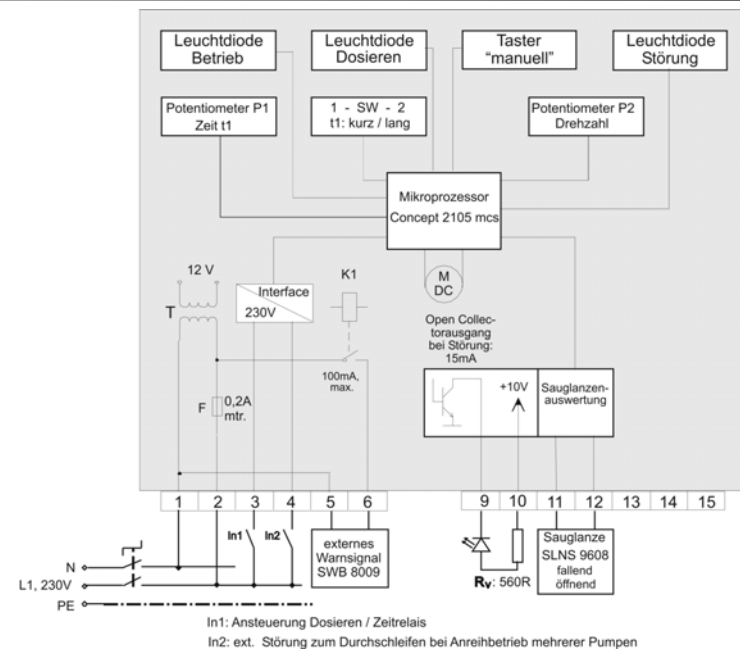 Leuchtdiode
Betrieb
Leuchtdiode
Dosieren
Taster
“manuell”
Leuchtdiode
Störung
Potentiometer P1
Zeit t1
1 - SW - 2
t1: kurz / lang
Potentiometer P2
Drehzahl
Mikroprozessor
Concept 2105 mcs
12 V
T
Interface
230V
K1
M
DC
Open Collec-
torausgang
bei Störung:
15mA
100mA,
max.
F
0,2A
mtr.
+10V
Sauglanzen-
auswertung
1 2 3 4 5 6 9 10 11 12 13 14 15
In1
In2
externes
Warnsignal
SWB 8009
Rv: 560R
Sauglanze
SLNS 9608
fallend
öffnend
N
L1, 230V
PE
In1: Ansteuerung Dosieren / Zeitrelais
In2: ext. Störung zum Durchschleifen bei Anreihbetrieb mehrerer Pumpen